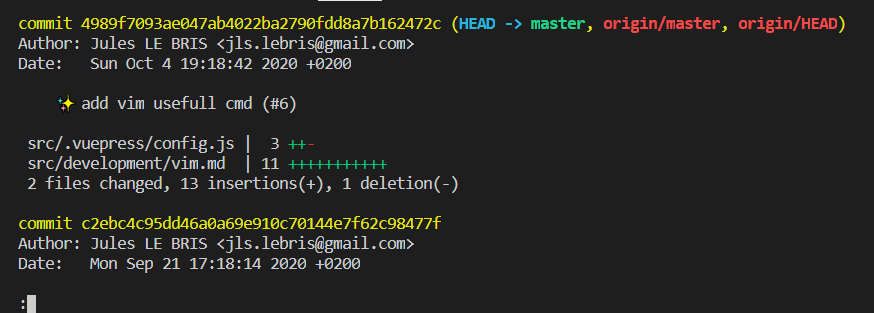 commit 4989f7093ae047ab4022ba2790fdd8a7b162472c (HEAD -> master, origin/master, origin/HEAD)
Author: Jules LE BRIS <jls.lebris@gmail.com>
Date:   Sun Oct 4 19:18:42 2020 +0200
✨ add vim usefull cmd (#6)
src/.vuepress/config.js |  3 ++-
src/development/vim.md  | 11 +++++++++++
2 files changed, 13 insertions(+), 1 deletion(-)
commit c2ebc4c95dd46a0a69e910c70144e7f62c98477f
Author: Jules LE BRIS <jls.lebris@gmail.com>
Date:   Mon Sep 21 17:18:14 2020 +0200
: